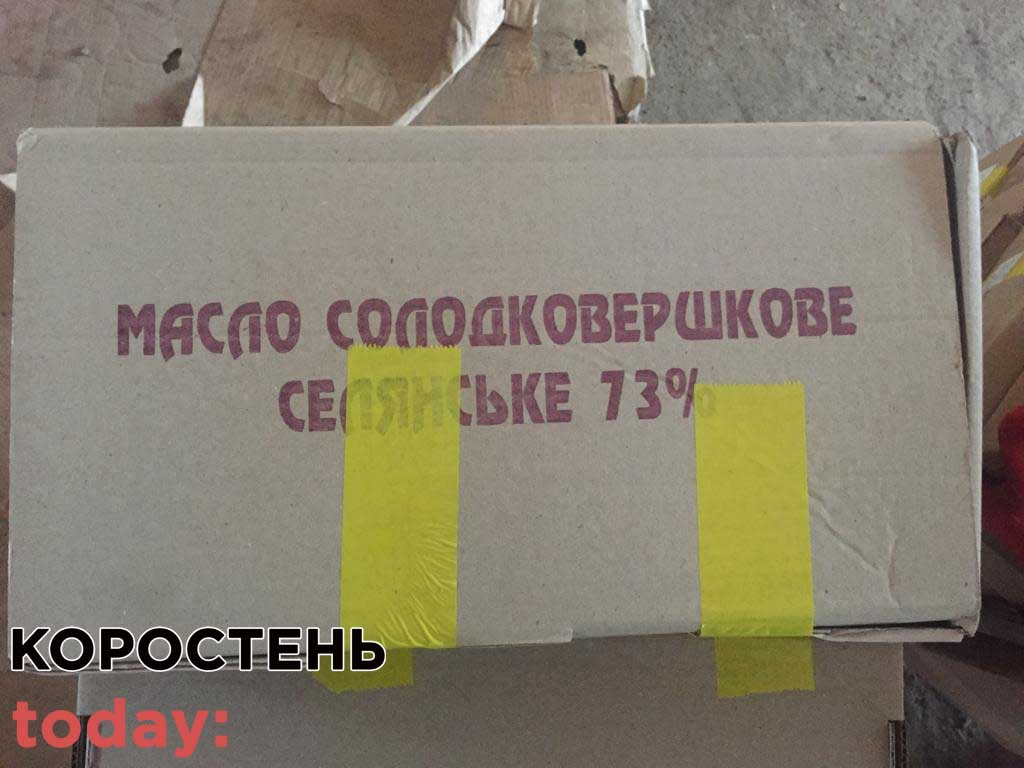 МАСЛО СОЛОДКОВЕРШКОВЕ
СЕЛЯНСЬКЕ 73%
КОРОСТЕНЬ
today: